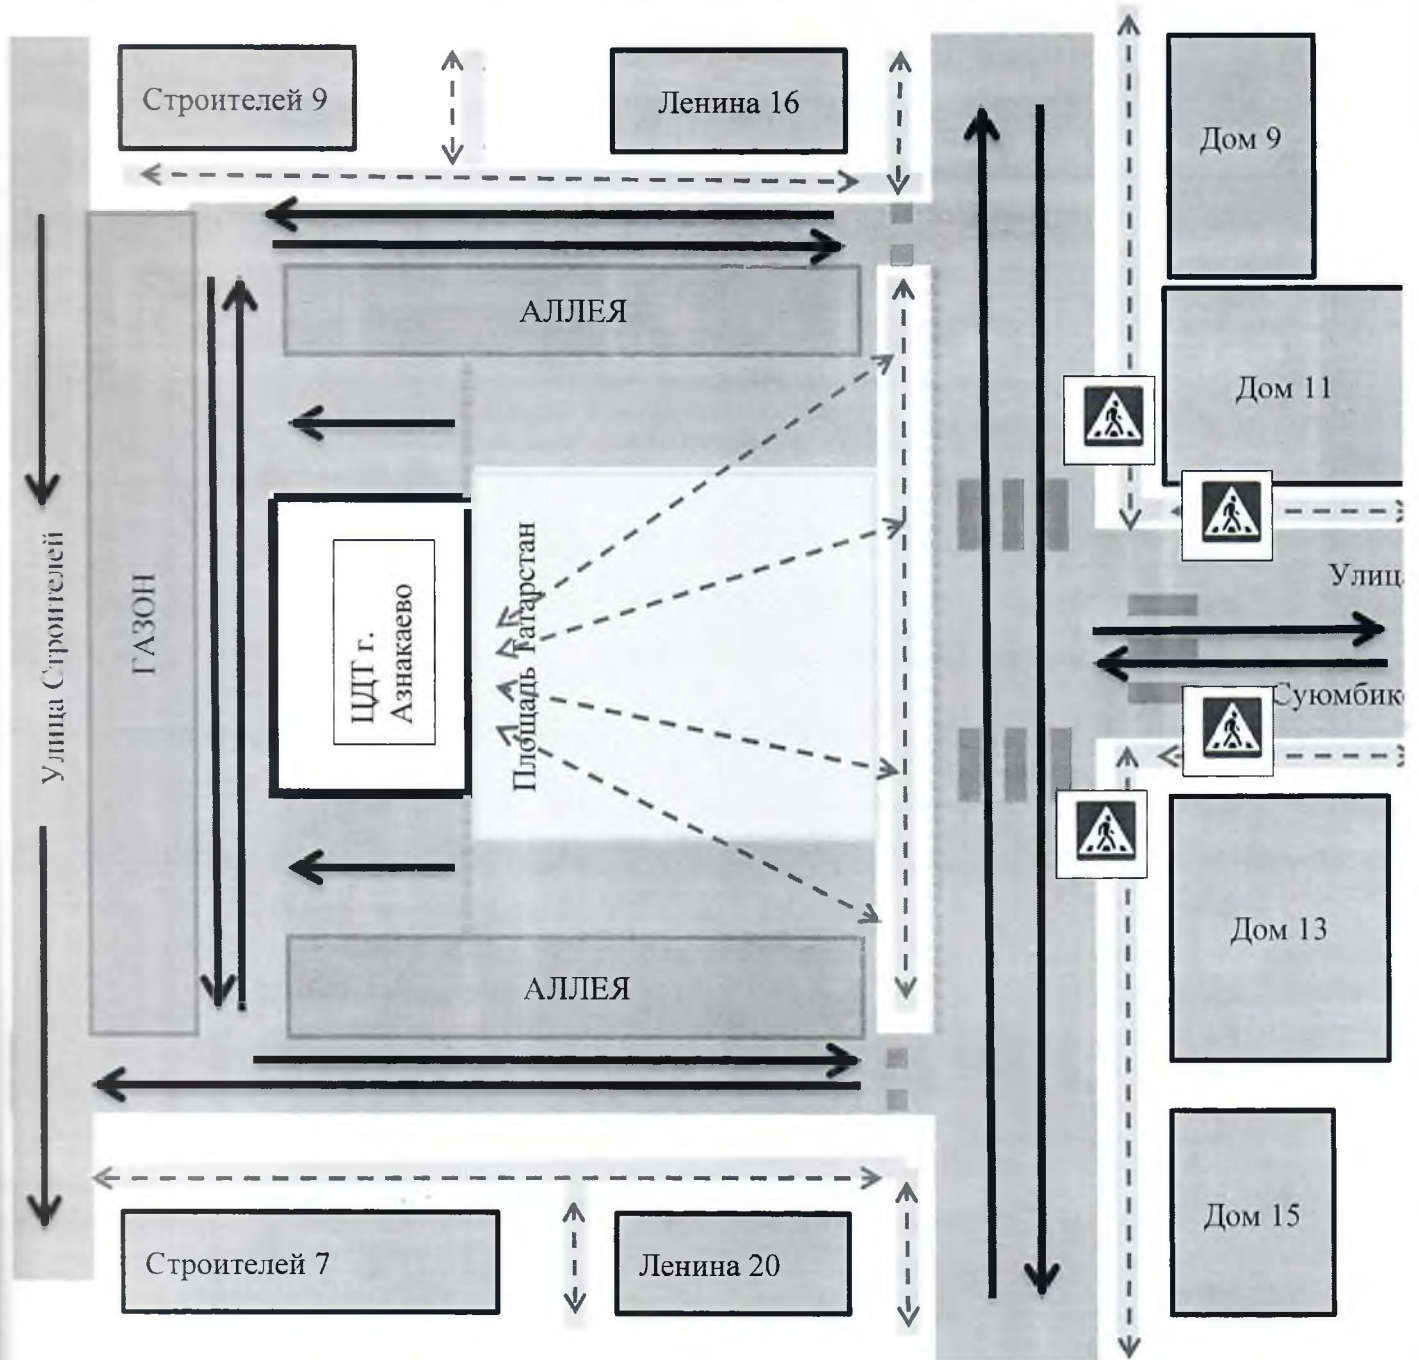 Строителей 9
Ленина 16
Дом 9
АЛЛЕЯ
Дом 11
Улица Строителей
ГАЗОН
ЦДТ г.
Азнакаево
Площадь Татарстан
Улиц
Суюмбик
Дом 13
АЛЛЕЯ
Дом 15
Строителей 7
Ленина 20